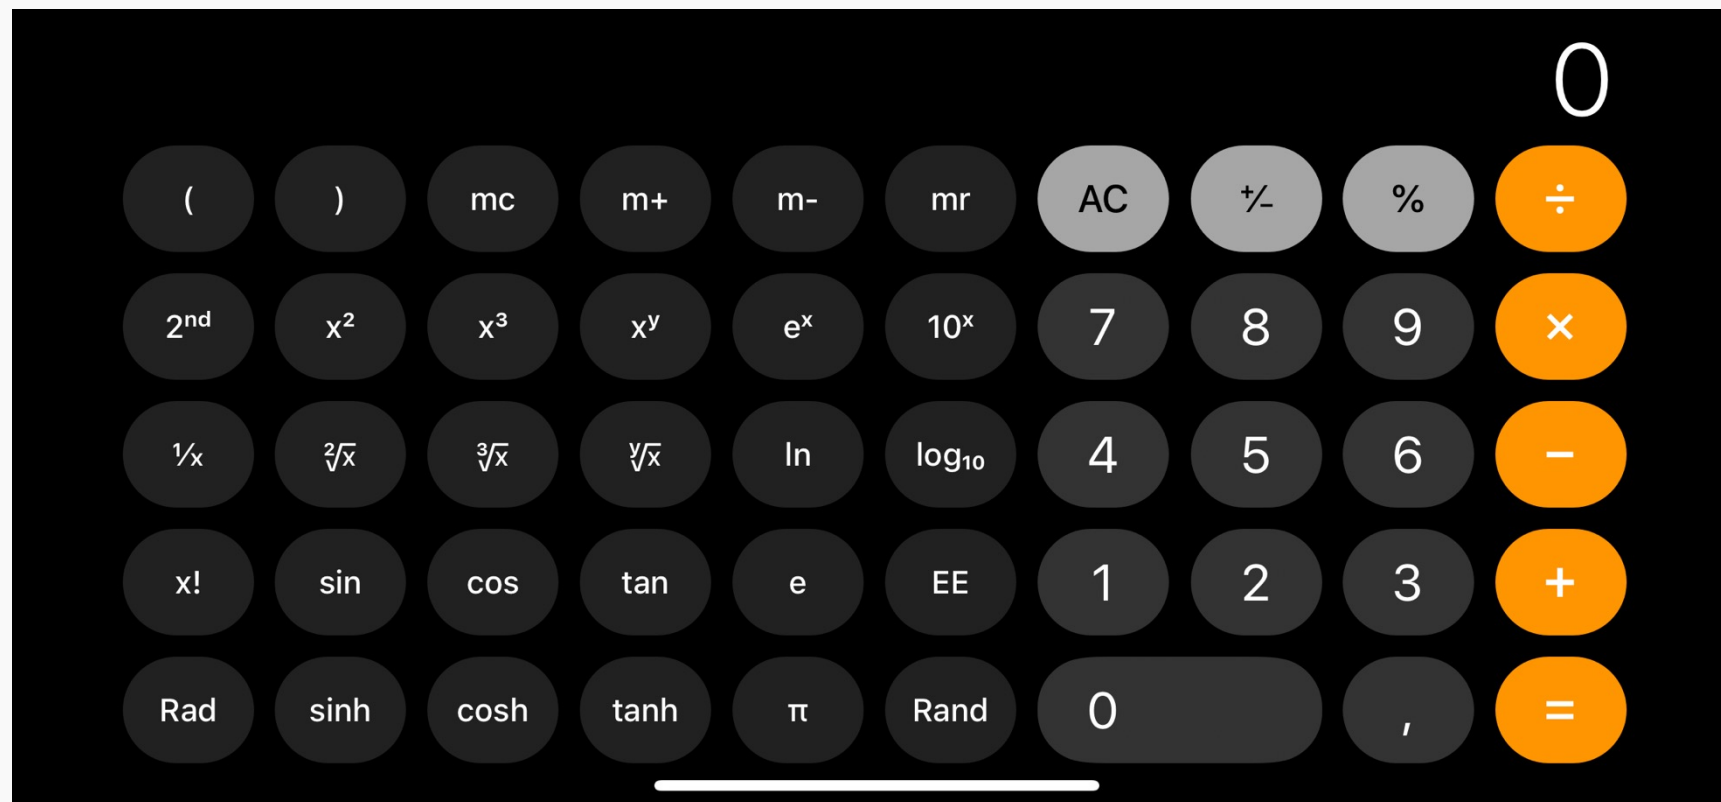 0
( ) mc m+ m- mr AC ⁺∕₋ % ÷
2ⁿᵈ x² x³ xʸ eˣ 10ˣ 7 8 9 ×
¹∕ₓ ²√x ³√x ʸ√x ln log₁₀ 4 5 6 −
x! sin cos tan e EE 1 2 3 +
Rad sinh cosh tanh π Rand 0 , =